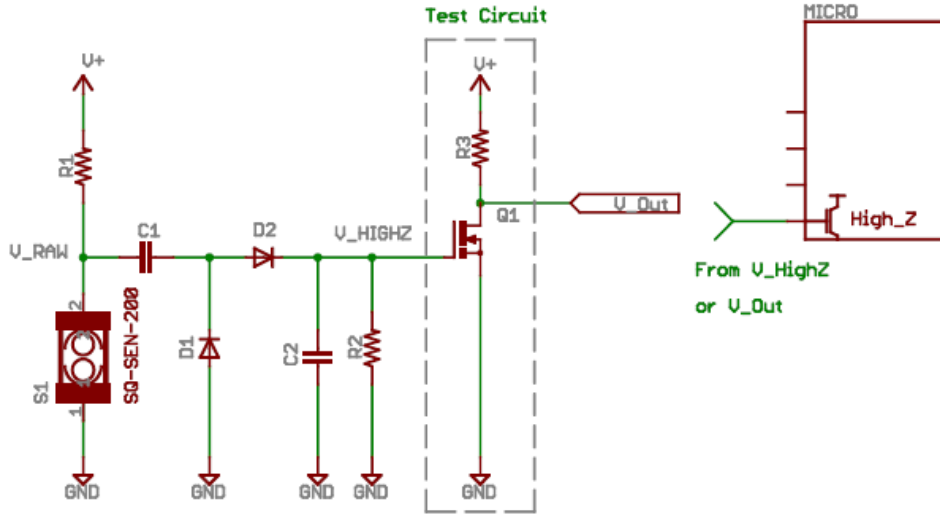 Test Circuit
MICRO
V+
V+
R1
R3
C1
D2
V_HIGHZ
Q1
V_Out
High_Z
V_RAW
From V_HighZ
or V_Out
2
SQ-SEN-200
S1
1
D1
C2
R2
GND
GND
GND
GND
GND